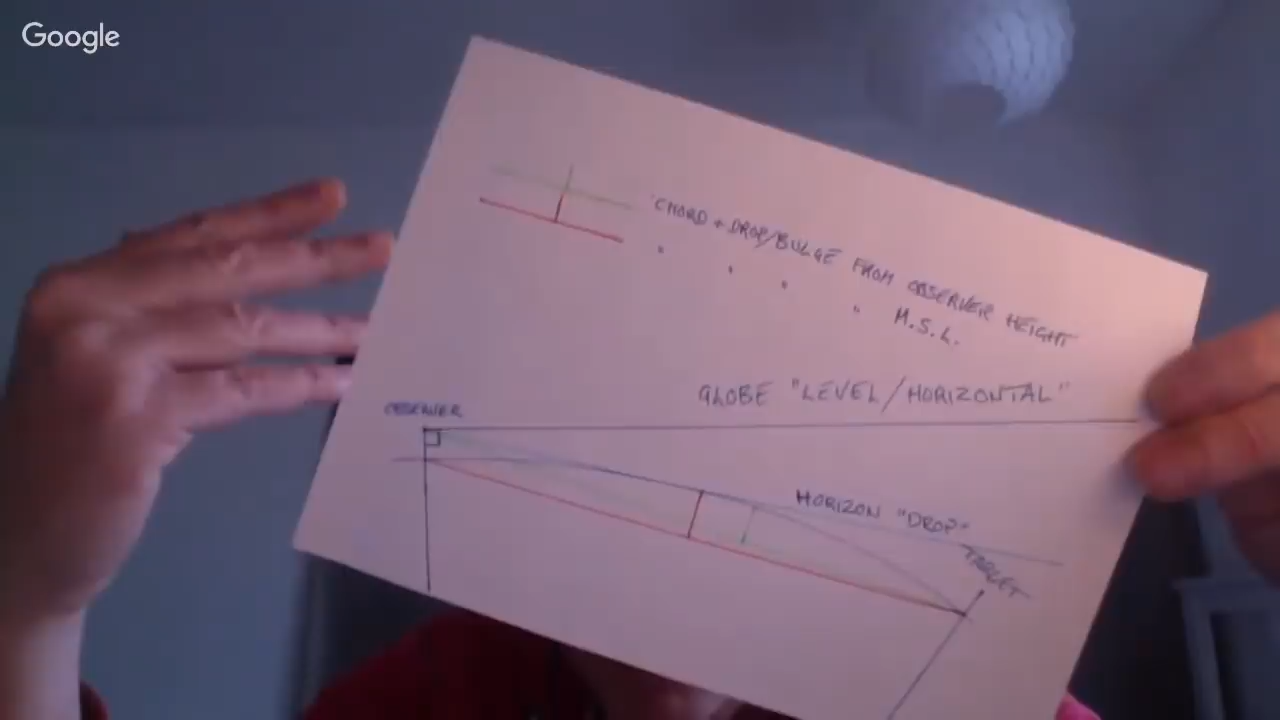 Google
CHORD + DROP/BULGE FROM OBSERVER HEIGHT
" " " " M.S.L.
GLOBE "LEVEL/HORIZONTAL"
OBSERVER
HORIZON "DROP"
TARGET